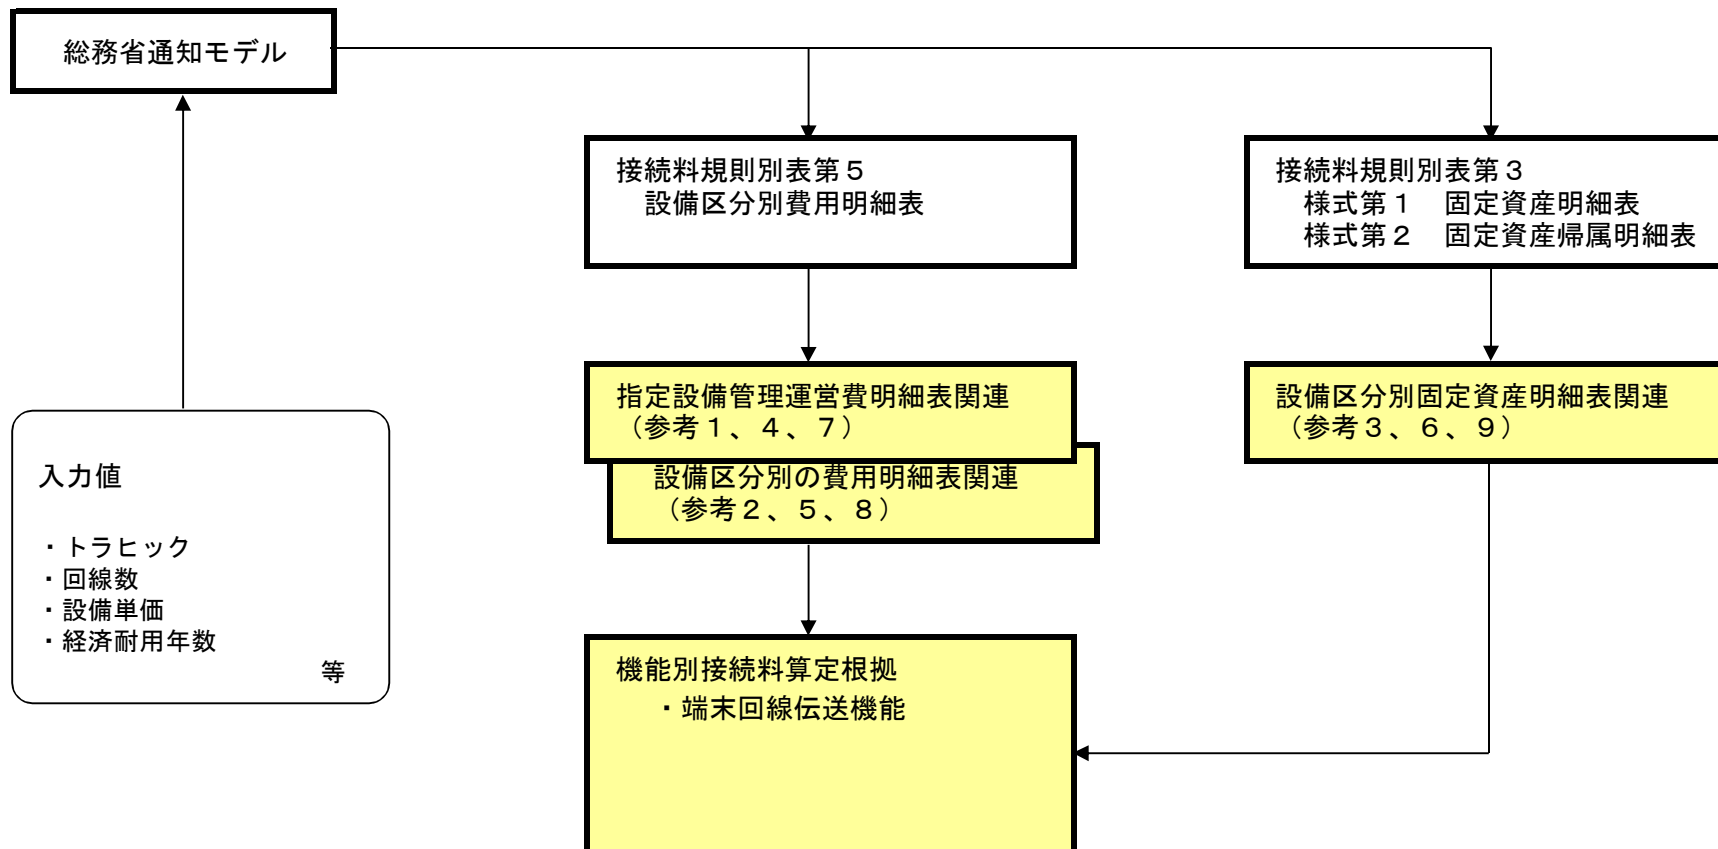 総務省通知モデル
接続料規則別表第５
設備区分別費用明細表
接続料規則別表第３
様式第１　固定資産明細表
様式第２　固定資産帰属明細表
指定設備管理運営費明細表関連
（参考１、４、７）
設備区分別の費用明細表関連
（参考２、５、８）
設備区分別固定資産明細表関連
（参考３、６、９）
入力値
・トラヒック
・回線数
・設備単価
・経済耐用年数
等
機能別接続料算定根拠
・端末回線伝送機能